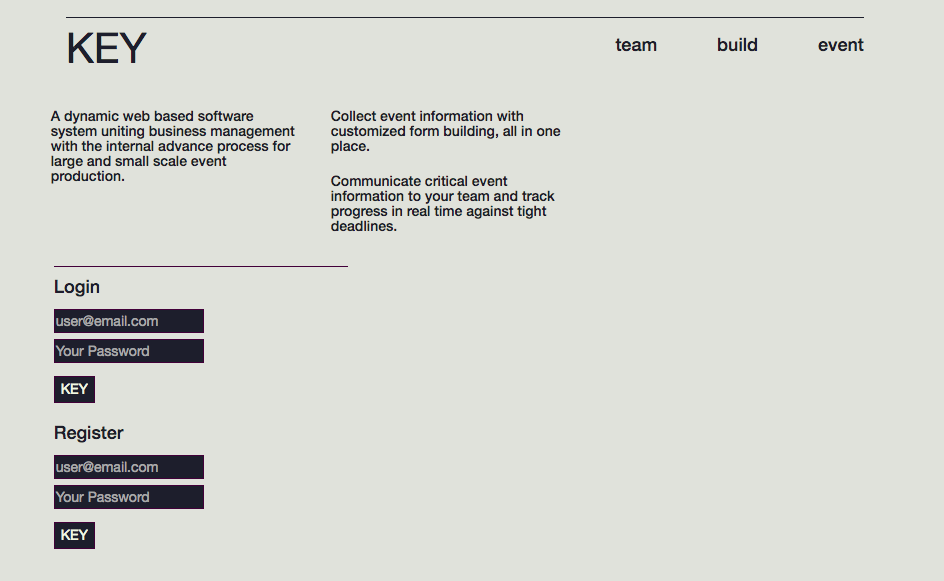 KEY
team build event
A dynamic web based software
system uniting business management
with the internal advance process for
large and small scale event
production.
Collect event information with
customized form building, all in one
place.
Communicate critical event
information to your team and track
progress in real time against tight
deadlines.
Login
user@email.com
Your Password
KEY
Register
user@email.com
Your Password
KEY